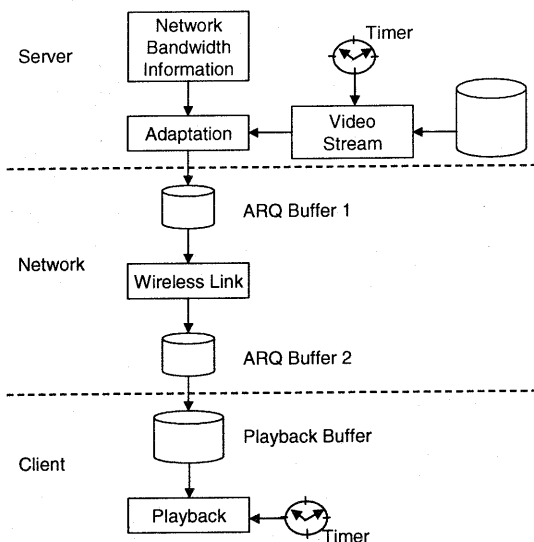 Network
Bandwidth
Information
Timer
Server
Adaptation
Video
Stream
ARQ Buffer 1
Network
Wireless Link
ARQ Buffer 2
Playback Buffer
Client
Playback
Timer